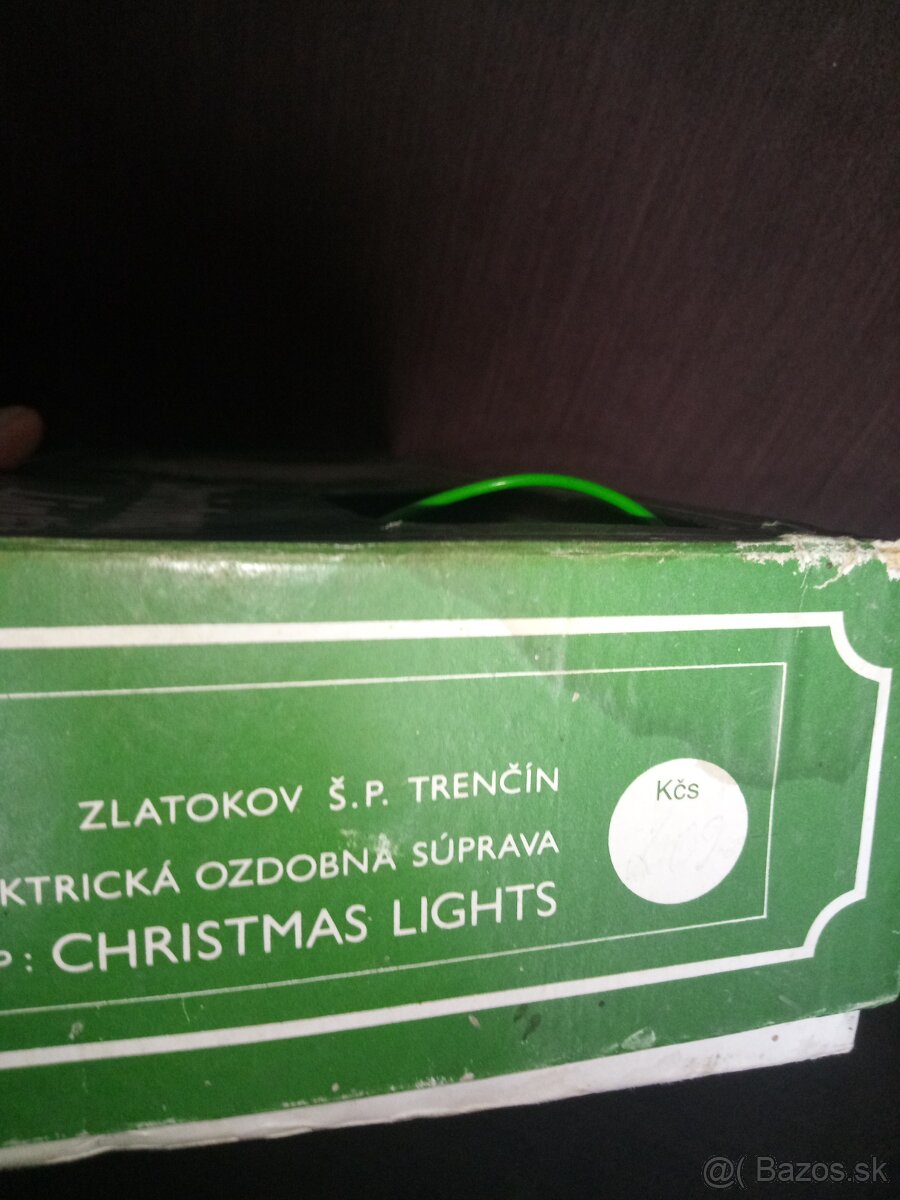 ZLATOKOV Š.P. TRENČÍN
KTRICKÁ OZDOBNÁ SÚPRAVA
P: CHRISTMAS LIGHTS
Kčs
@( Bazos.sk